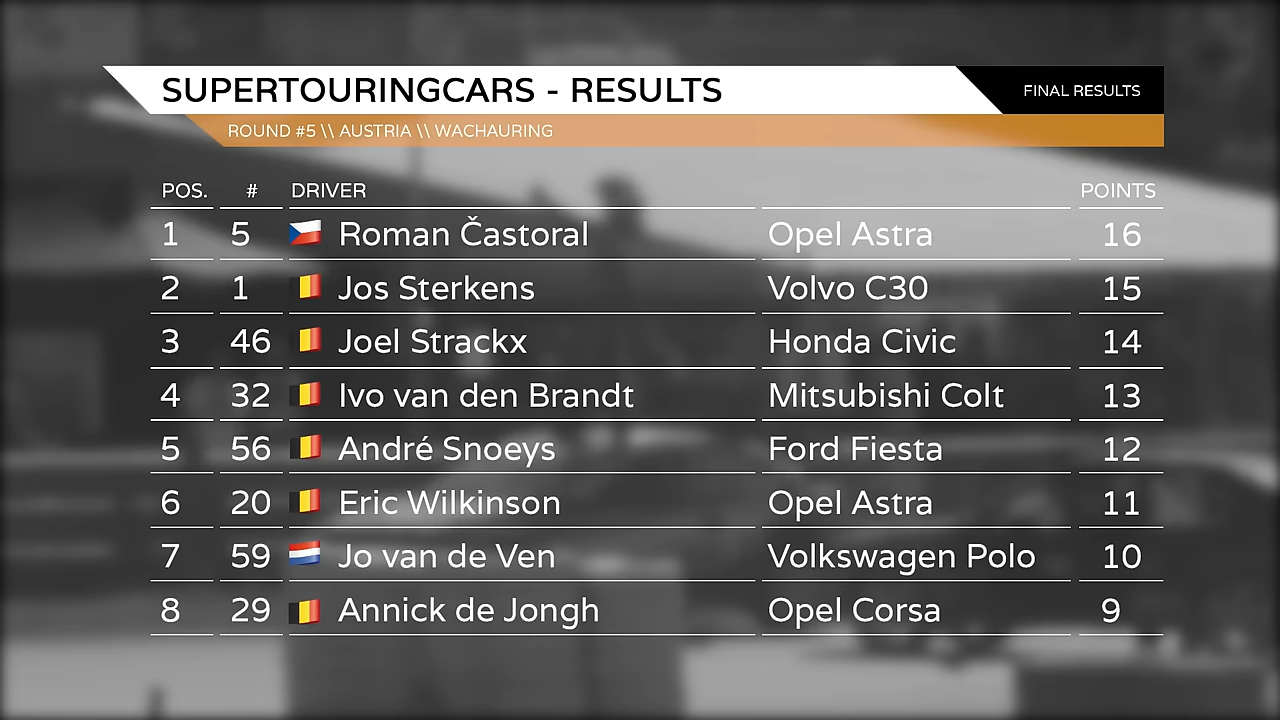 SUPERTOURINGCARS - RESULTS
FINAL RESULTS
ROUND #5 \\ AUSTRIA \\ WACHAURING
POS. # DRIVER POINTS
1 5 Roman Častoral Opel Astra 16
2 1 Jos Sterkens Volvo C30 15
3 46 Joel Strackx Honda Civic 14
4 32 Ivo van den Brandt Mitsubishi Colt 13
5 56 André Snoeys Ford Fiesta 12
6 20 Eric Wilkinson Opel Astra 11
7 59 Jo van de Ven Volkswagen Polo 10
8 29 Annick de Jongh Opel Corsa 9